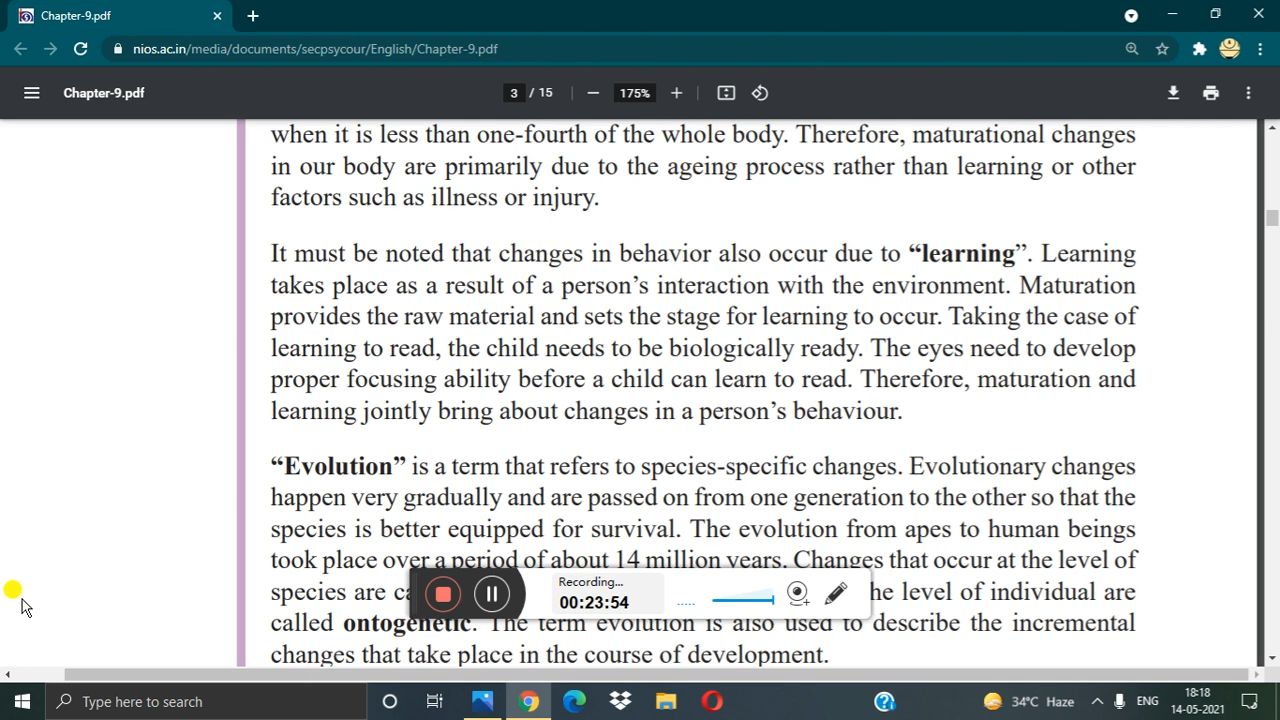 Chapter-9.pdf
nios.ac.in/media/documents/secpsycour/English/Chapter-9.pdf
Chapter-9.pdf
3 / 15
175%
when it is less than one-fourth of the whole body. Therefore, maturational changes
in our body are primarily due to the ageing process rather than learning or other
factors such as illness or injury.
It must be noted that changes in behavior also occur due to “learning”. Learning
takes place as a result of a person’s interaction with the environment. Maturation
provides the raw material and sets the stage for learning to occur. Taking the case of
learning to read, the child needs to be biologically ready. The eyes need to develop
proper focusing ability before a child can learn to read. Therefore, maturation and
learning jointly bring about changes in a person’s behaviour.
“Evolution” is a term that refers to species-specific changes. Evolutionary changes
happen very gradually and are passed on from one generation to the other so that the
species is better equipped for survival. The evolution from apes to human beings
took place over a period of about 14 million years. Changes that occur at the level of
species are he level of individual are
called ontogenetic. The term evolution is also used to describe the incremental
changes that take place in the course of development.
Recording...
00:23:54
Type here to search
34°C Haze
ENG
18:18
14-05-2021